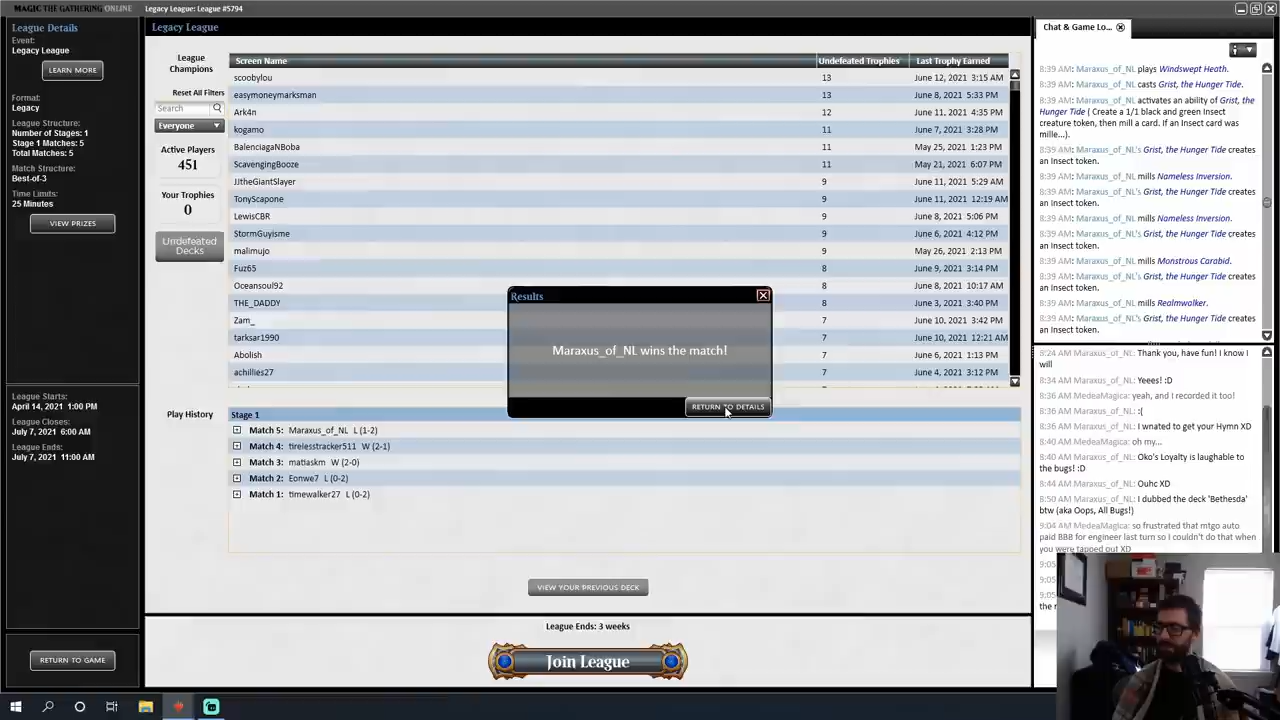 MAGIC THE GATHERING ONLINE
Legacy League: League #5794
League Details
Event:
Legacy League
LEARN MORE
Format:
Legacy
League Structure:
Number of Stages: 1
Stage 1 Matches: 5
Total Matches: 5
Match Structure:
Best-of-3
Time Limits:
25 Minutes
VIEW PRIZES
League Starts:
April 14, 2021 1:00 PM
League Closes:
July 7, 2021 6:00 AM
League Ends:
July 7, 2021 11:00 AM
RETURN TO GAME
Legacy League
League
Champions
Reset All Filters
Search
Everyone
Active Players
451
Your Trophies
0
Undefeated
Decks
Screen Name Undefeated Trophies Last Trophy Earned
scoobylou 13 June 12, 2021 3:15 AM
easymoneymarksman 13 June 8, 2021 5:33 PM
Ark4n 12 June 11, 2021 4:35 PM
kogamo 11 June 7, 2021 3:28 PM
BalenciagaNBoba 11 May 25, 2021 1:23 PM
ScavengingBooze 11 May 21, 2021 6:07 PM
JJtheGiantSlayer 9 June 11, 2021 5:29 AM
TonyScapone 9 June 11, 2021 12:19 AM
LewisCBR 9 June 8, 2021 5:06 PM
StormGuyisme 9 June 6, 2021 4:12 PM
malimujo 9 May 26, 2021 2:13 PM
Fuz65 8 June 9, 2021 3:14 PM
Oceansoul92 8 June 8, 2021 10:17 AM
THE_DADDY 8 June 3, 2021 3:40 PM
Zam_ 7 June 10, 2021 3:42 PM
tarksar1990 7 June 10, 2021 12:21 AM
Abolish 7 June 6, 2021 1:13 PM
achillies27 7 June 4, 2021 3:12 PM
Results
Maraxus_of_NL wins the match!
RETURN TO DETAILS
Play History
Stage 1
Match 5: Maraxus_of_NL L (1-2)
Match 4: tirelesstracker511 W (2-1)
Match 3: matiaskm W (2-0)
Match 2: Eonwe7 L (0-2)
Match 1: timewalker27 L (0-2)
VIEW YOUR PREVIOUS DECK
League Ends: 3 weeks
Join League
Chat & Game Lo...
8:39 AM: Maraxus_of_NL plays Windswept Heath.
8:39 AM: Maraxus_of_NL casts Grist, the Hunger Tide.
8:39 AM: Maraxus_of_NL activates an ability of Grist, the
Hunger Tide ( Create a 1/1 black and green Insect
creature token, then mill a card. If an Insect card was
mille...).
8:39 AM: Maraxus_of_NL's Grist, the Hunger Tide creates
an Insect token.
8:39 AM: Maraxus_of_NL mills Nameless Inversion.
8:39 AM: Maraxus_of_NL's Grist, the Hunger Tide creates
an Insect token.
8:39 AM: Maraxus_of_NL mills Nameless Inversion.
8:39 AM: Maraxus_of_NL's Grist, the Hunger Tide creates
an Insect token.
8:39 AM: Maraxus_of_NL mills Monstrous Carabid.
8:39 AM: Maraxus_of_NL's Grist, the Hunger Tide creates
an Insect token.
8:39 AM: Maraxus_of_NL mills Realmwalker.
8:39 AM: Maraxus_of_NL's Grist, the Hunger Tide creates
an Insect token.
8:24 AM: Maraxus_of_NL: Thank you, have fun! I know I
will
8:34 AM: Maraxus_of_NL: Yeees! :D
8:36 AM: MedeaMagica: yeah, and I recorded it too!
8:36 AM: Maraxus_of_NL: :(
8:36 AM: Maraxus_of_NL: I wnated to get your Hymn XD
8:40 AM: MedeaMagica: oh my...
8:40 AM: Maraxus_of_NL: Oko's Loyalty is laughable to
the bugs! :D
8:44 AM: Maraxus_of_NL: Ouhc XD
8:50 AM: Maraxus_of_NL: I dubbed the deck 'Bethesda'
btw (aka Oops, All Bugs!)
9:04 AM: MedeaMagica: so frustrated that mtgo auto
paid BBB for engineer last turn so I couldn't do that when
you were tapped out XD
9:05
9:05